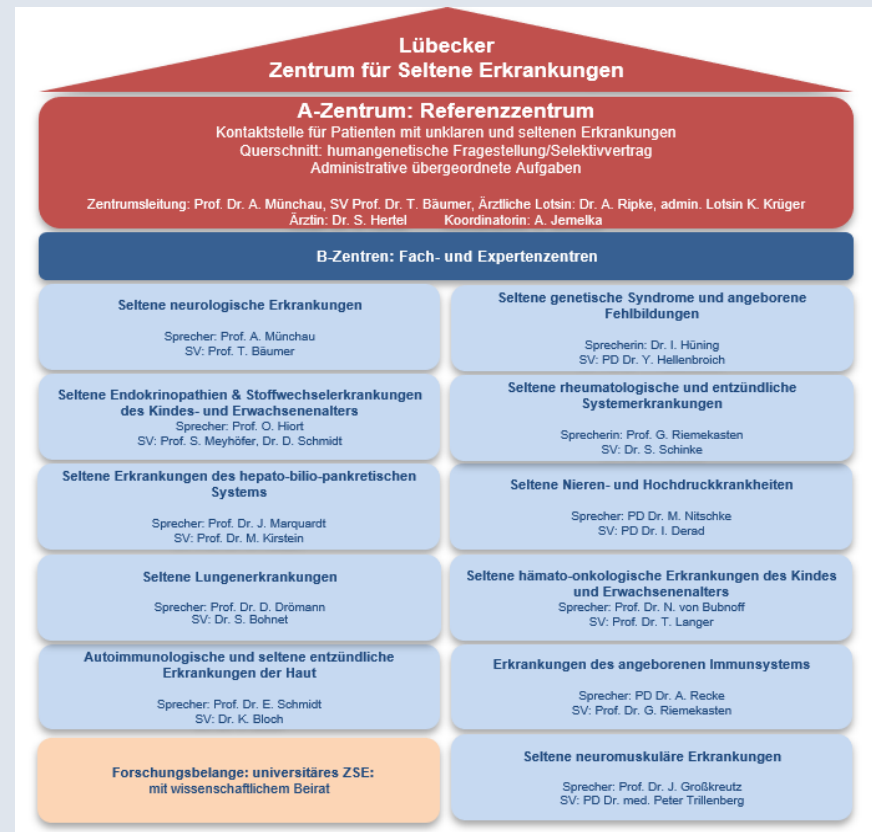 Lübecker
Zentrum für Seltene Erkrankungen
A-Zentrum: Referenzzentrum
Kontaktstelle für Patienten mit unklaren und seltenen Erkrankungen
Querschnitt: humangenetische Fragestellung/Selektivvertrag
Administrative übergeordnete Aufgaben
Zentrumsleitung: Prof. Dr. A. Münchau, SV Prof. Dr. T. Bäumer, Ärztliche Lotsin: Dr. A. Ripke, admin. Lotsin K. Krüger
Ärztin: Dr. S. Hertel Koordinatorin: A. Jemelka
B-Zentren: Fach- und Expertenzentren
Seltene neurologische Erkrankungen
Sprecher: Prof. A. Münchau
SV: Prof. T. Bäumer
Seltene genetische Syndrome und angeborene
Fehlbildungen
Sprecherin: Dr. I. Hüning
SV: PD Dr. Y. Hellenbroich
Seltene Endokrinopathien & Stoffwechselerkrankungen
des Kindes- und Erwachsenenalters
Sprecher: Prof. O. Hiort
SV: Prof. S. Meyhöfer, Dr. D. Schmidt
Seltene rheumatologische und entzündliche
Systemerkrankungen
Sprecherin: Prof. G. Riemekasten
SV: Dr. S. Schinke
Seltene Erkrankungen des hepato-bilio-pankretischen
Systems
Sprecher: Prof. Dr. J. Marquardt
SV: Prof. Dr. M. Kirstein
Seltene Nieren- und Hochdruckkrankheiten
Sprecher: PD Dr. M. Nitschke
SV: PD Dr. I. Derad
Seltene Lungenerkrankungen
Sprecher: Prof. Dr. D. Drömann
SV: Dr. S. Bohnet
Seltene hämato-onkologische Erkrankungen des Kindes
und Erwachsenenalters
Sprecher: Prof. Dr. N. von Bubnoff
SV: Prof. Dr. T. Langer
Autoimmunologische und seltene entzündliche
Erkrankungen der Haut
Sprecher: Prof. Dr. E. Schmidt
SV: Dr. K. Bloch
Erkrankungen des angeborenen Immunsystems
Sprecher: PD Dr. A. Recke
SV: Prof. Dr. G. Riemekasten
Forschungsbelange: universitäres ZSE:
mit wissenschaftlichem Beirat
Seltene neuromuskuläre Erkrankungen
Sprecher: Prof. Dr. J. Großkreutz
SV: PD Dr. med. Peter Trillenberg